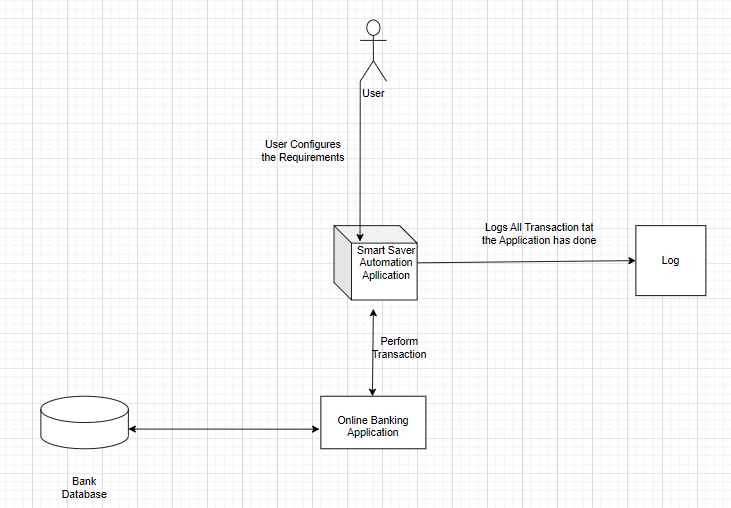 User
User Configures
the Requirements
Logs All Transaction tat
the Application has done
Smart Saver
Automation
Apllication
Log
Perform
Transaction
Online Banking
Application
Bank
Database